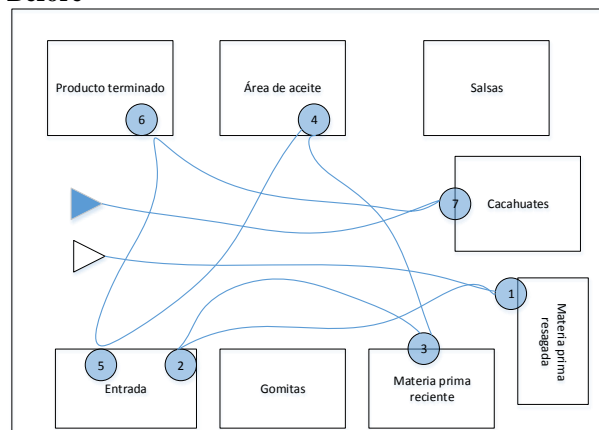 Before
Producto terminado
6
Área de aceite
4
Salsas
7
Cacahuates
1
Materia prima
resagada
5
2
Entrada
Gomitas
3
Materia prima
reciente